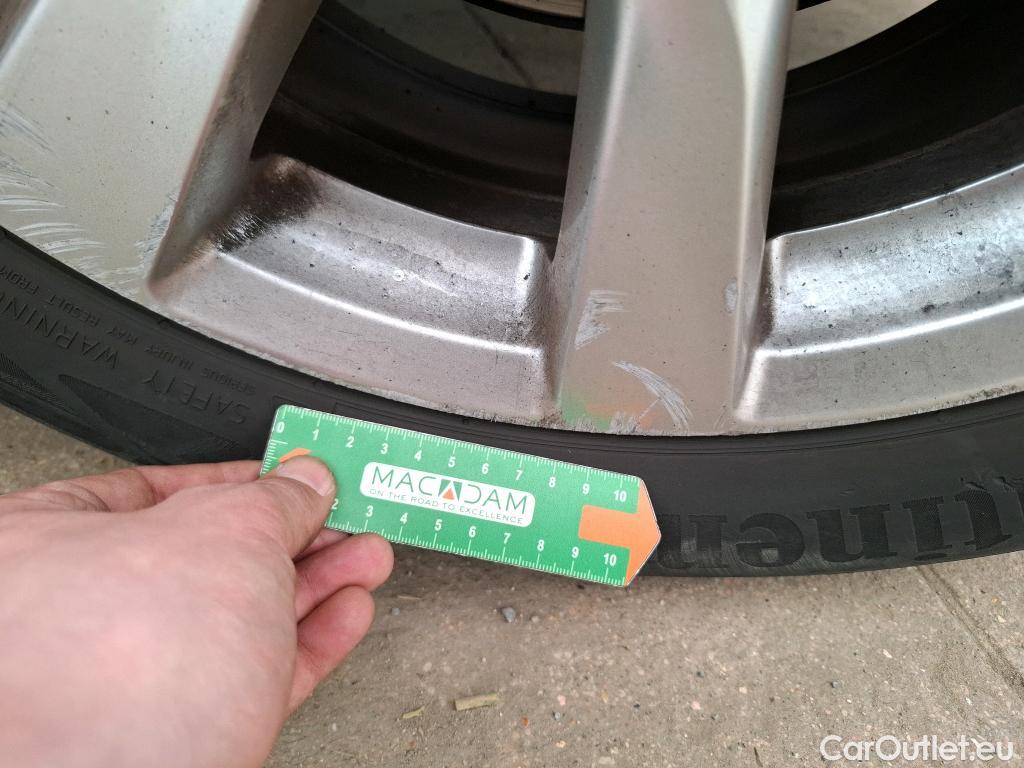 SAFETY WARNING
SERIOUS INJURY MAY RESULT FROM
0 1 2 3 4 5 6 7 8 9 10
MACADAM
ON THE ROAD TO EXCELLENCE
2 3 4 5 6 7 8 9 10
tinen
CarOutlet.eu